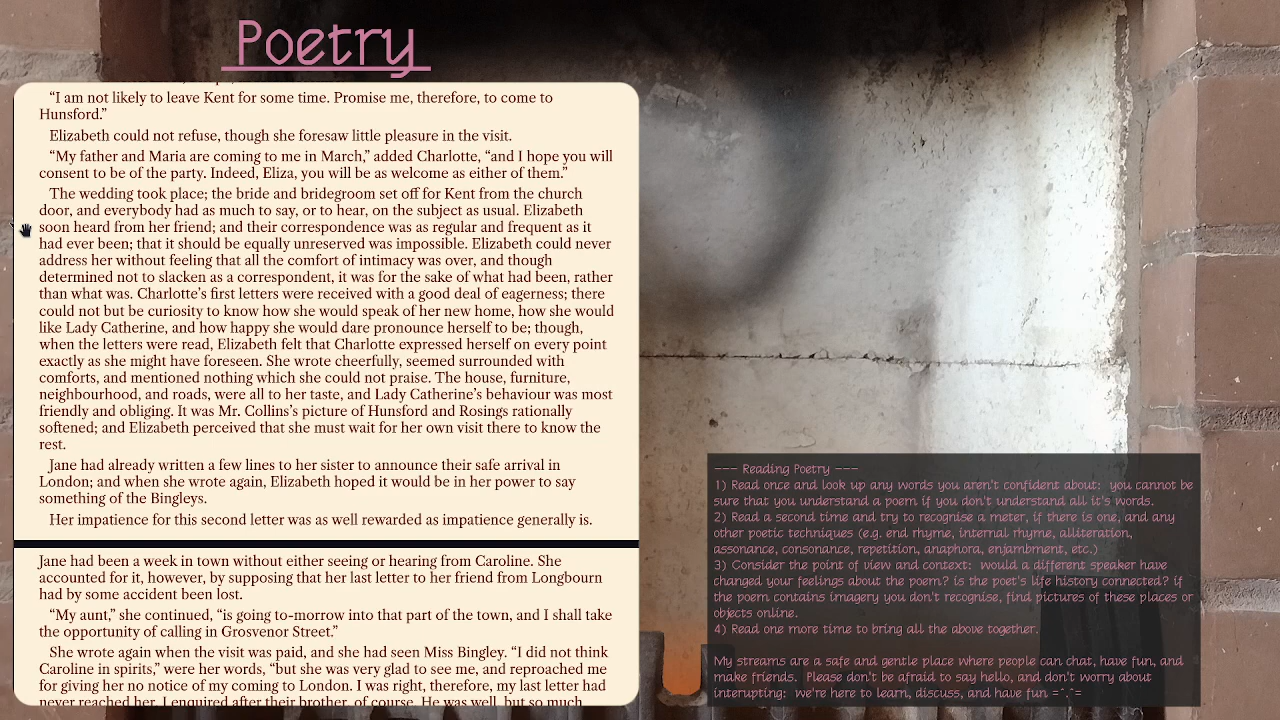 Poetry
“I am not likely to leave Kent for some time. Promise me, therefore, to come to
Hunsford.”
Elizabeth could not refuse, though she foresaw little pleasure in the visit.
“My father and Maria are coming to me in March,” added Charlotte, “and I hope you will
consent to be of the party. Indeed, Eliza, you will be as welcome as either of them.”
The wedding took place; the bride and bridegroom set off for Kent from the church
door, and everybody had as much to say, or to hear, on the subject as usual. Elizabeth
soon heard from her friend; and their correspondence was as regular and frequent as it
had ever been; that it should be equally unreserved was impossible. Elizabeth could never
address her without feeling that all the comfort of intimacy was over, and though
determined not to slacken as a correspondent, it was for the sake of what had been, rather
than what was. Charlotte’s first letters were received with a good deal of eagerness; there
could not but be curiosity to know how she would speak of her new home, how she would
like Lady Catherine, and how happy she would dare pronounce herself to be; though,
when the letters were read, Elizabeth felt that Charlotte expressed herself on every point
exactly as she might have foreseen. She wrote cheerfully, seemed surrounded with
comforts, and mentioned nothing which she could not praise. The house, furniture,
neighbourhood, and roads, were all to her taste, and Lady Catherine’s behaviour was most
friendly and obliging. It was Mr. Collins’s picture of Hunsford and Rosings rationally
softened; and Elizabeth perceived that she must wait for her own visit there to know the
rest.
Jane had already written a few lines to her sister to announce their safe arrival in
London; and when she wrote again, Elizabeth hoped it would be in her power to say
something of the Bingleys.
Her impatience for this second letter was as well rewarded as impatience generally is.
Jane had been a week in town without either seeing or hearing from Caroline. She
accounted for it, however, by supposing that her last letter to her friend from Longbourn
had by some accident been lost.
“My aunt,” she continued, “is going to-morrow into that part of the town, and I shall take
the opportunity of calling in Grosvenor Street.”
She wrote again when the visit was paid, and she had seen Miss Bingley. “I did not think
Caroline in spirits,” were her words, “but she was very glad to see me, and reproached me
for giving her no notice of my coming to London. I was right, therefore, my last letter had
never reached her. I enquired after their brother, of course. He was well, but so much
--- Reading Poetry ---
1) Read once and look up any words you aren't confident about: you cannot be
sure that you understand a poem if you don't understand all it's words.
2) Read a second time and try to recognise a meter, if there is one, and any
other poetic techniques (e.g. end rhyme, internal rhyme, alliteration,
assonance, consonance, repetition, anaphora, enjambment, etc.)
3) Consider the point of view and context: would a different speaker have
changed your feelings about the poem? is the poet's life history connected? if
the poem contains imagery you don't recognise, find pictures of these places or
objects online.
4) Read one more time to bring all the above together.
My streams are a safe and gentle place where people can chat, have fun, and
make friends. Please don't be afraid to say hello, and don't worry about
interupting: we're here to learn, discuss, and have fun =^.^=